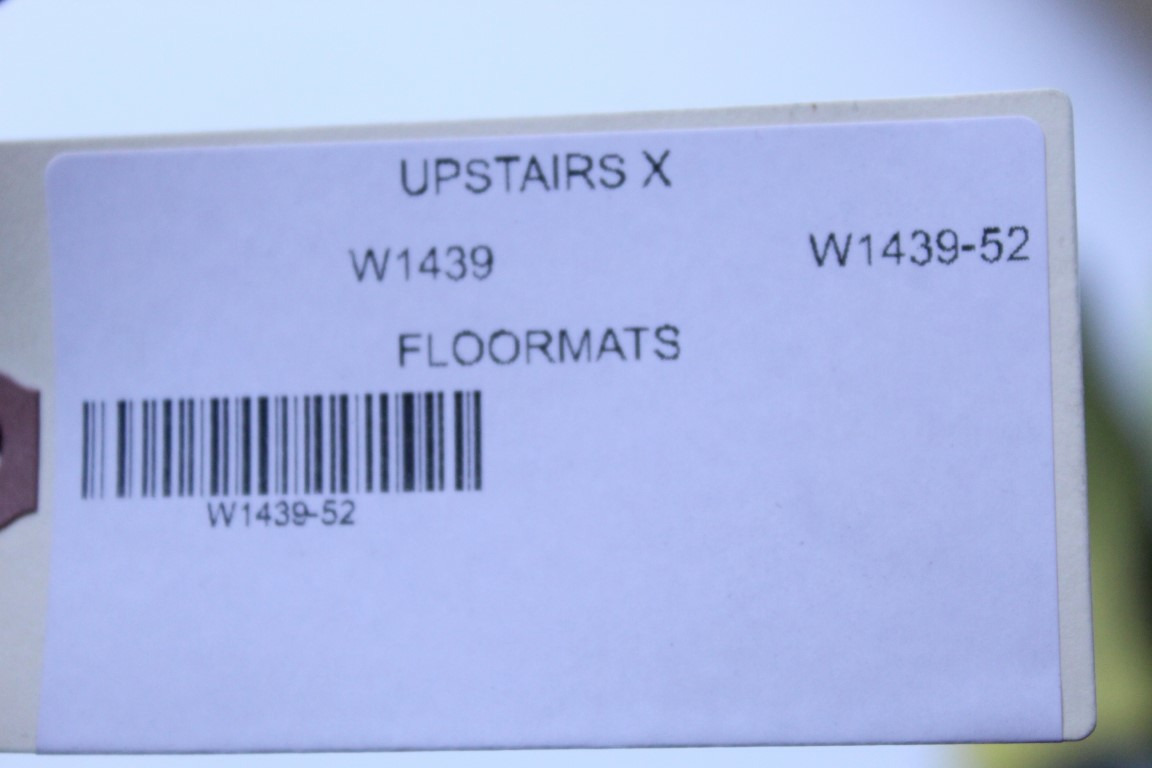 UPSTAIRS X
W1439 W1439-52
FLOORMATS
W1439-52